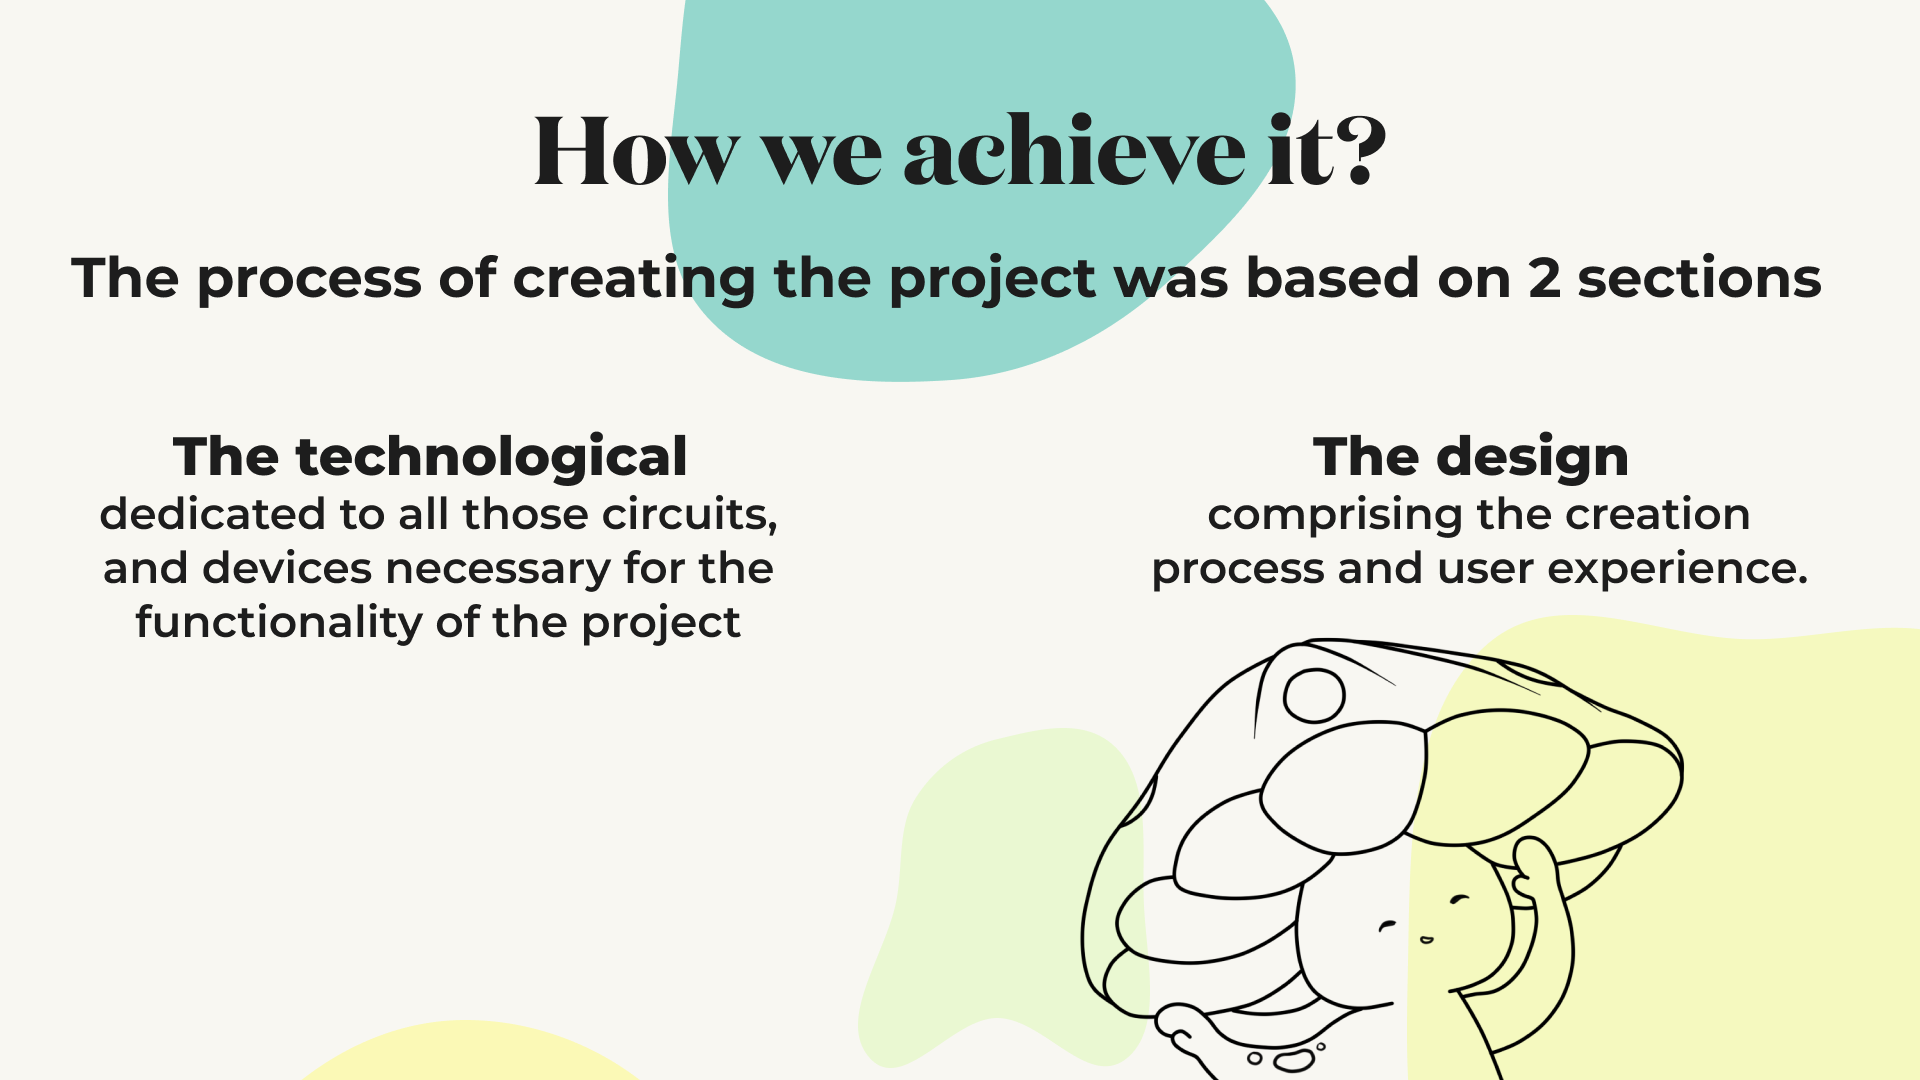 How we achieve it?
The process of creating the project was based on 2 sections
The technological
dedicated to all those circuits,
and devices necessary for the
functionality of the project
The design
comprising the creation
process and user experience.